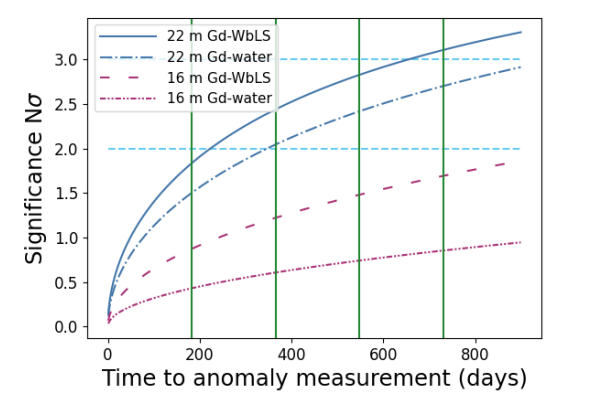 22 m Gd-WbLS
22 m Gd-water
16 m Gd-WbLS
16 m Gd-water
Significance Nσ
3.0
2.5
2.0
1.5
1.0
0.5
0.0
0 200 400 600 800
Time to anomaly measurement (days)